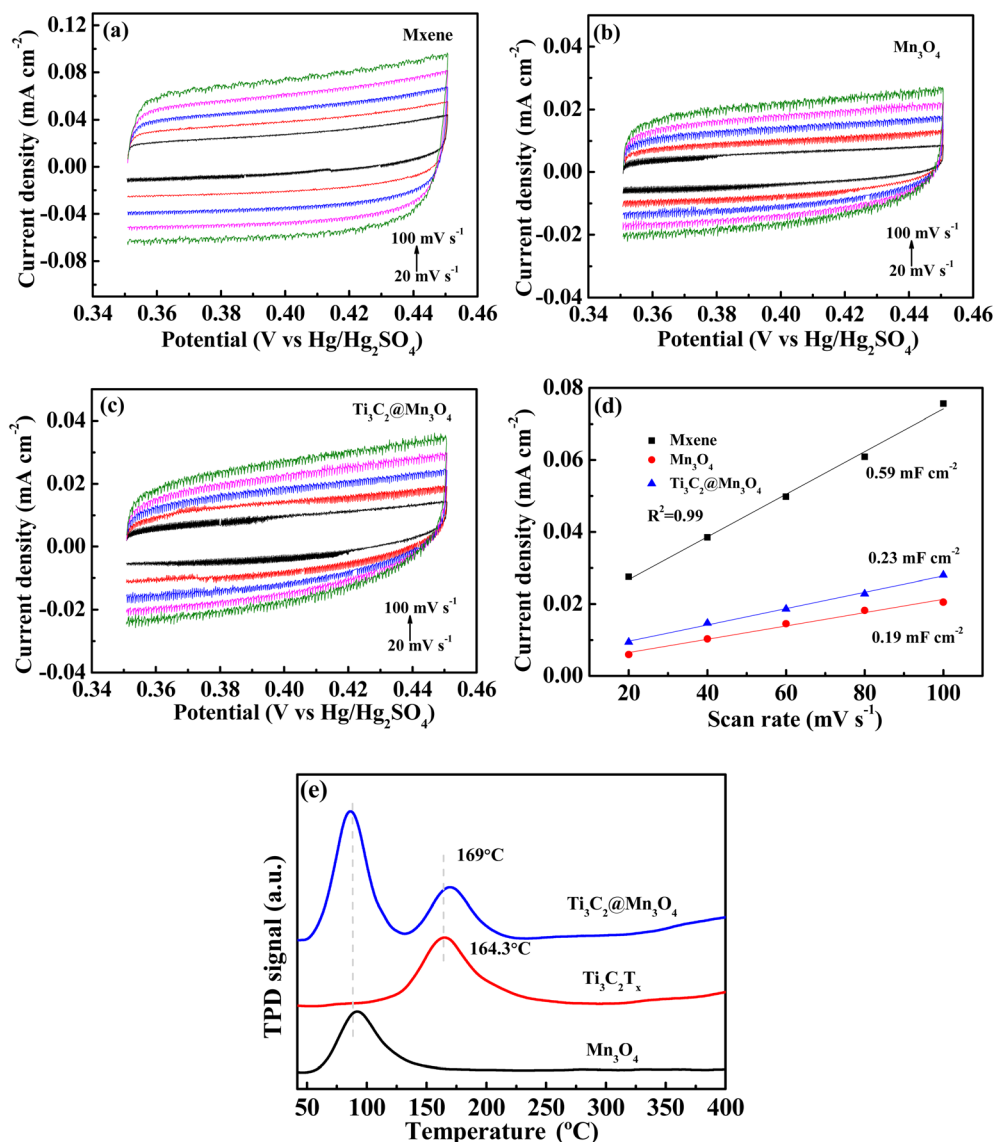 (a)
Mxene
0.12
0.08
0.04
0.00
-0.04
-0.08
Current density (mA cm⁻²)
100 mV s⁻¹
20 mV s⁻¹
0.34 0.36 0.38 0.40 0.42 0.44 0.46
Potential (V vs Hg/Hg₂SO₄)
(b)
Mn₃O₄
0.04
0.02
0.00
-0.02
-0.04
Current density (mA cm⁻²)
100 mV s⁻¹
20 mV s⁻¹
0.34 0.36 0.38 0.40 0.42 0.44 0.46
Potential (V vs Hg/Hg₂SO₄)
(c)
Ti₃C₂@Mn₃O₄
0.04
0.02
0.00
-0.02
-0.04
Current density (mA cm⁻²)
100 mV s⁻¹
20 mV s⁻¹
0.34 0.36 0.38 0.40 0.42 0.44 0.46
Potential (V vs Hg/Hg₂SO₄)
(d)
0.08
0.06
0.04
0.02
0.00
Current density (mA cm⁻²)
Mxene
Mn₃O₄
Ti₃C₂@Mn₃O₄
R²=0.99
0.59 mF cm⁻²
0.23 mF cm⁻²
0.19 mF cm⁻²
20 40 60 80 100
Scan rate (mV s⁻¹)
(e)
TPD signal (a.u.)
169°C
Ti₃C₂@Mn₃O₄
164.3°C
Ti₃C₂Tₓ
Mn₃O₄
50 100 150 200 250 300 350 400
Temperature (ºC)